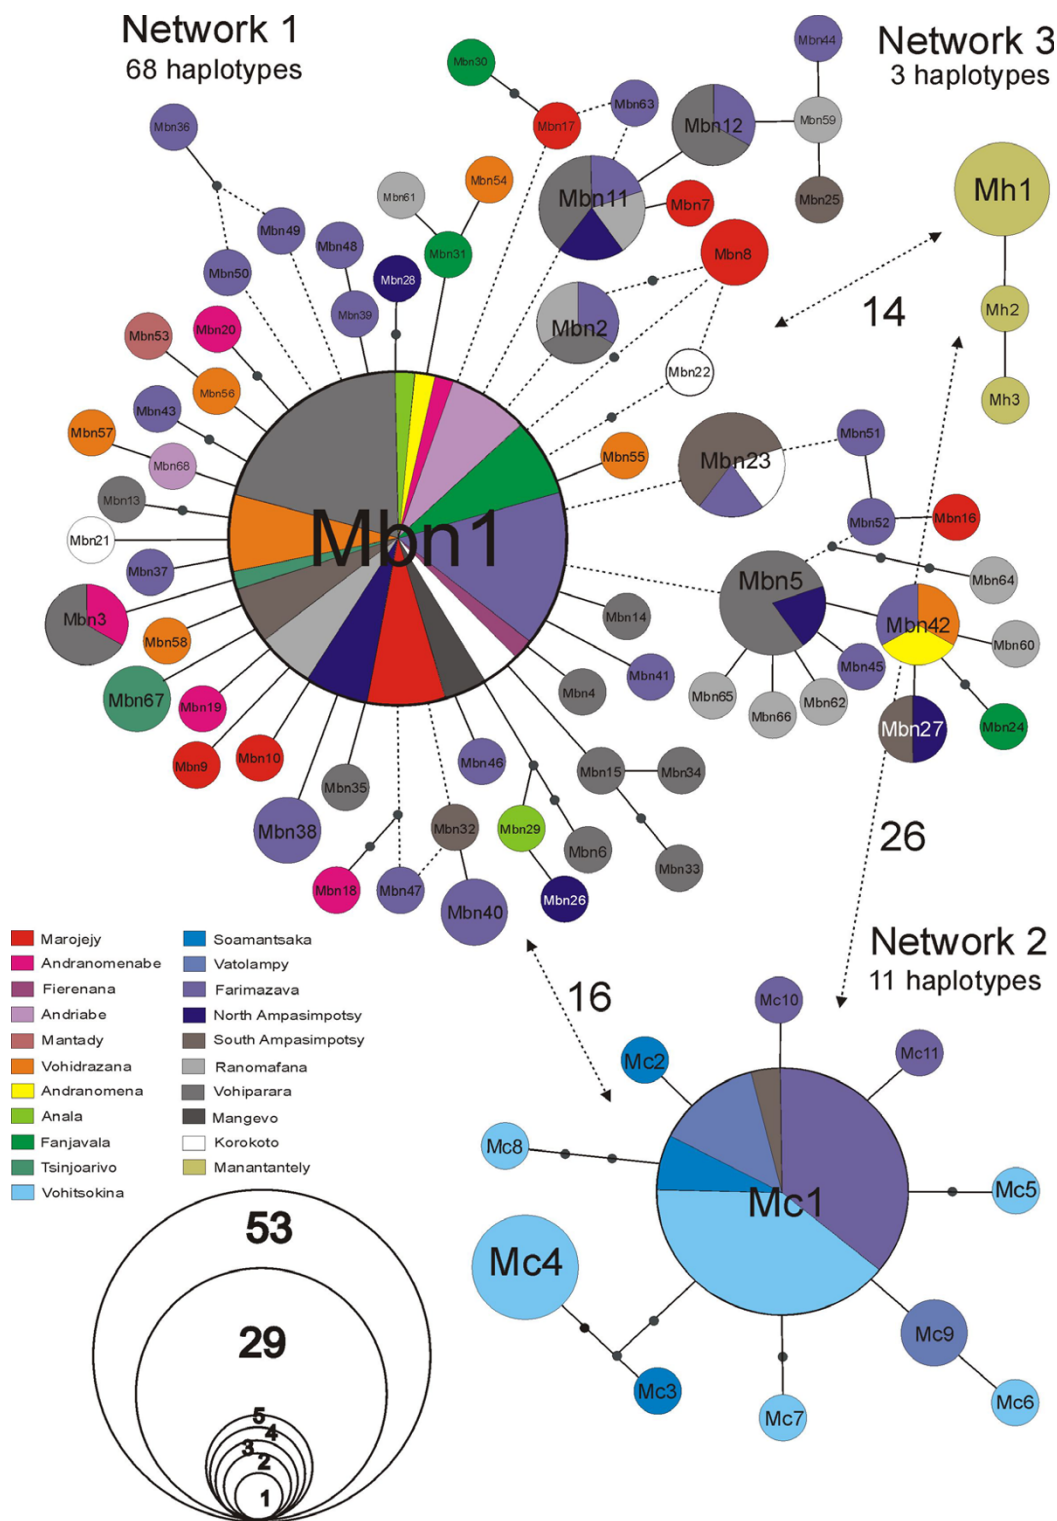 Network 1
68 haplotypes
Network 3
3 haplotypes
Mbn44
Mbn30
Mbn63
Mbn17
Mbn12
Mbn59
Mbn36
Mbn54
Mbn61
Mbn11
Mbn7
Mbn25
Mh1
Mbn49
Mbn48
Mbn31
Mbn8
Mbn50
Mbn28
14
Mbn20
Mbn39
Mbn2
Mh2
Mbn53
Mbn22
Mbn56
Mh3
Mbn43
Mbn57
Mbn51
Mbn68
Mbn55
Mbn23
Mbn13
Mbn52
Mbn16
Mbn1
Mbn21
Mbn37
Mbn5
Mbn64
Mbn3
Mbn14
Mbn42
Mbn58
Mbn60
Mbn45
Mbn41
Mbn67
Mbn4
Mbn65
Mbn62
Mbn19
Mbn66
Mbn27
Mbn24
Mbn9
Mbn10
Mbn46
Mbn15
Mbn34
Mbn35
Mbn38
Mbn32
Mbn29
Mbn6
26
Mbn33
Mbn18
Mbn47
Mbn40
Mbn26
Marojejy
Andranomenabe
Fierenana
Andriabe
Mantady
Vohidrazana
Andranomena
Anala
Fanjavala
Tsinjoarivo
Vohitsokina
Soamantsaka
Vatolampy
Farimazava
North Ampasimpotsy
South Ampasimpotsy
Ranomafana
Vohiparara
Mangevo
Korokoto
Manantantely
Network 2
11 haplotypes
16
Mc10
Mc11
Mc2
Mc8
Mc5
Mc1
Mc4
Mc9
Mc3
Mc7
Mc6
53
29
5
4
3
2
1